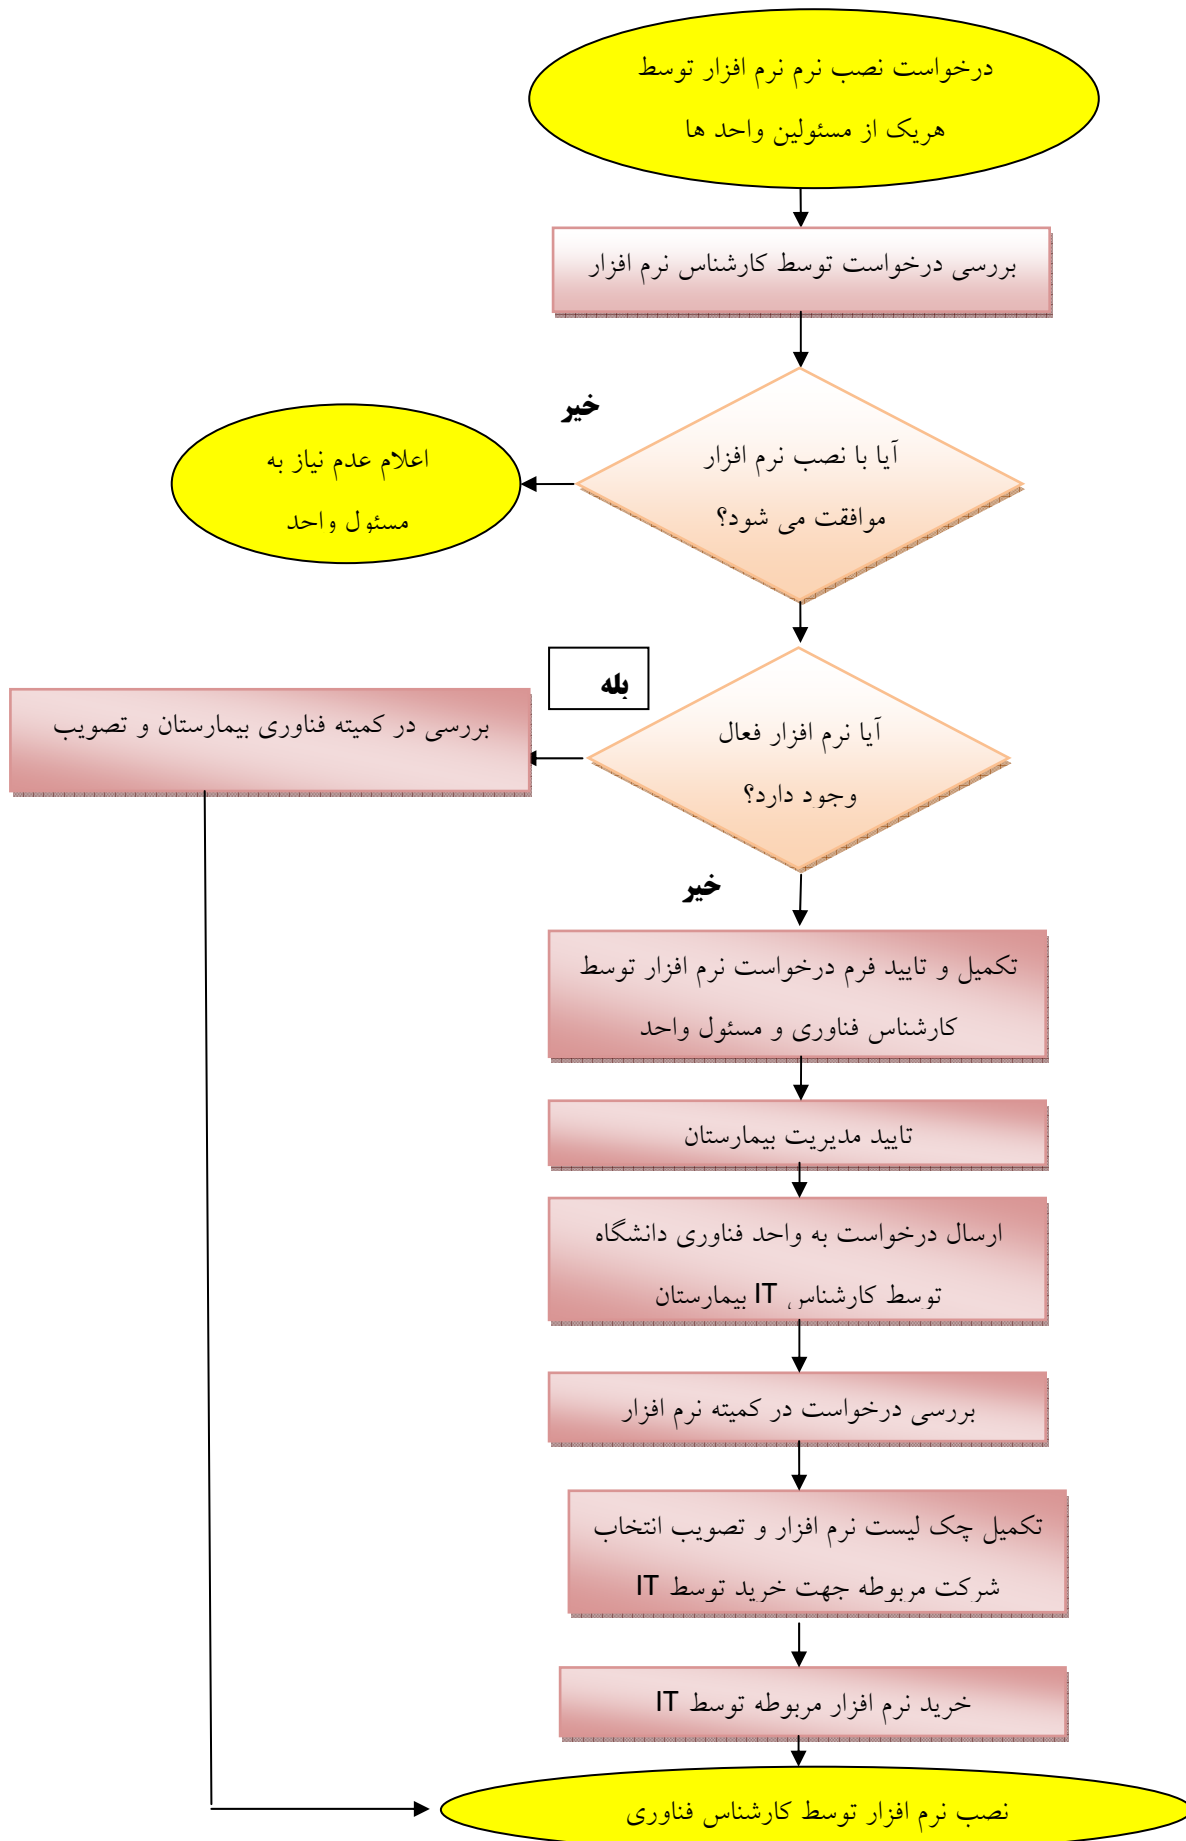 درخواست نصب نرم نرم افزار توسط
هریک از مسئولین واحد ها
بررسی درخواست توسط کارشناس نرم افزار
خیر
آیا با نصب نرم افزار
موافقت می شود؟
اعلام عدم نیاز به
مسئول واحد
بله
آیا نرم افزار فعال
وجود دارد؟
بررسی در کمیته فناوری بیمارستان و تصویب
خیر
تکمیل و تایید فرم درخواست نرم افزار توسط
کارشناس فناوری و مسئول واحد
تایید مدیریت بیمارستان
ارسال درخواست به واحد فناوری دانشگاه
توسط کارشناس IT بیمارستان
بررسی درخواست در کمیته نرم افزار
تکمیل چک لیست نرم افزار و تصویب انتخاب
شرکت مربوطه جهت خرید توسط IT
خرید نرم افزار مربوطه توسط IT
نصب نرم افزار توسط کارشناس فناوری